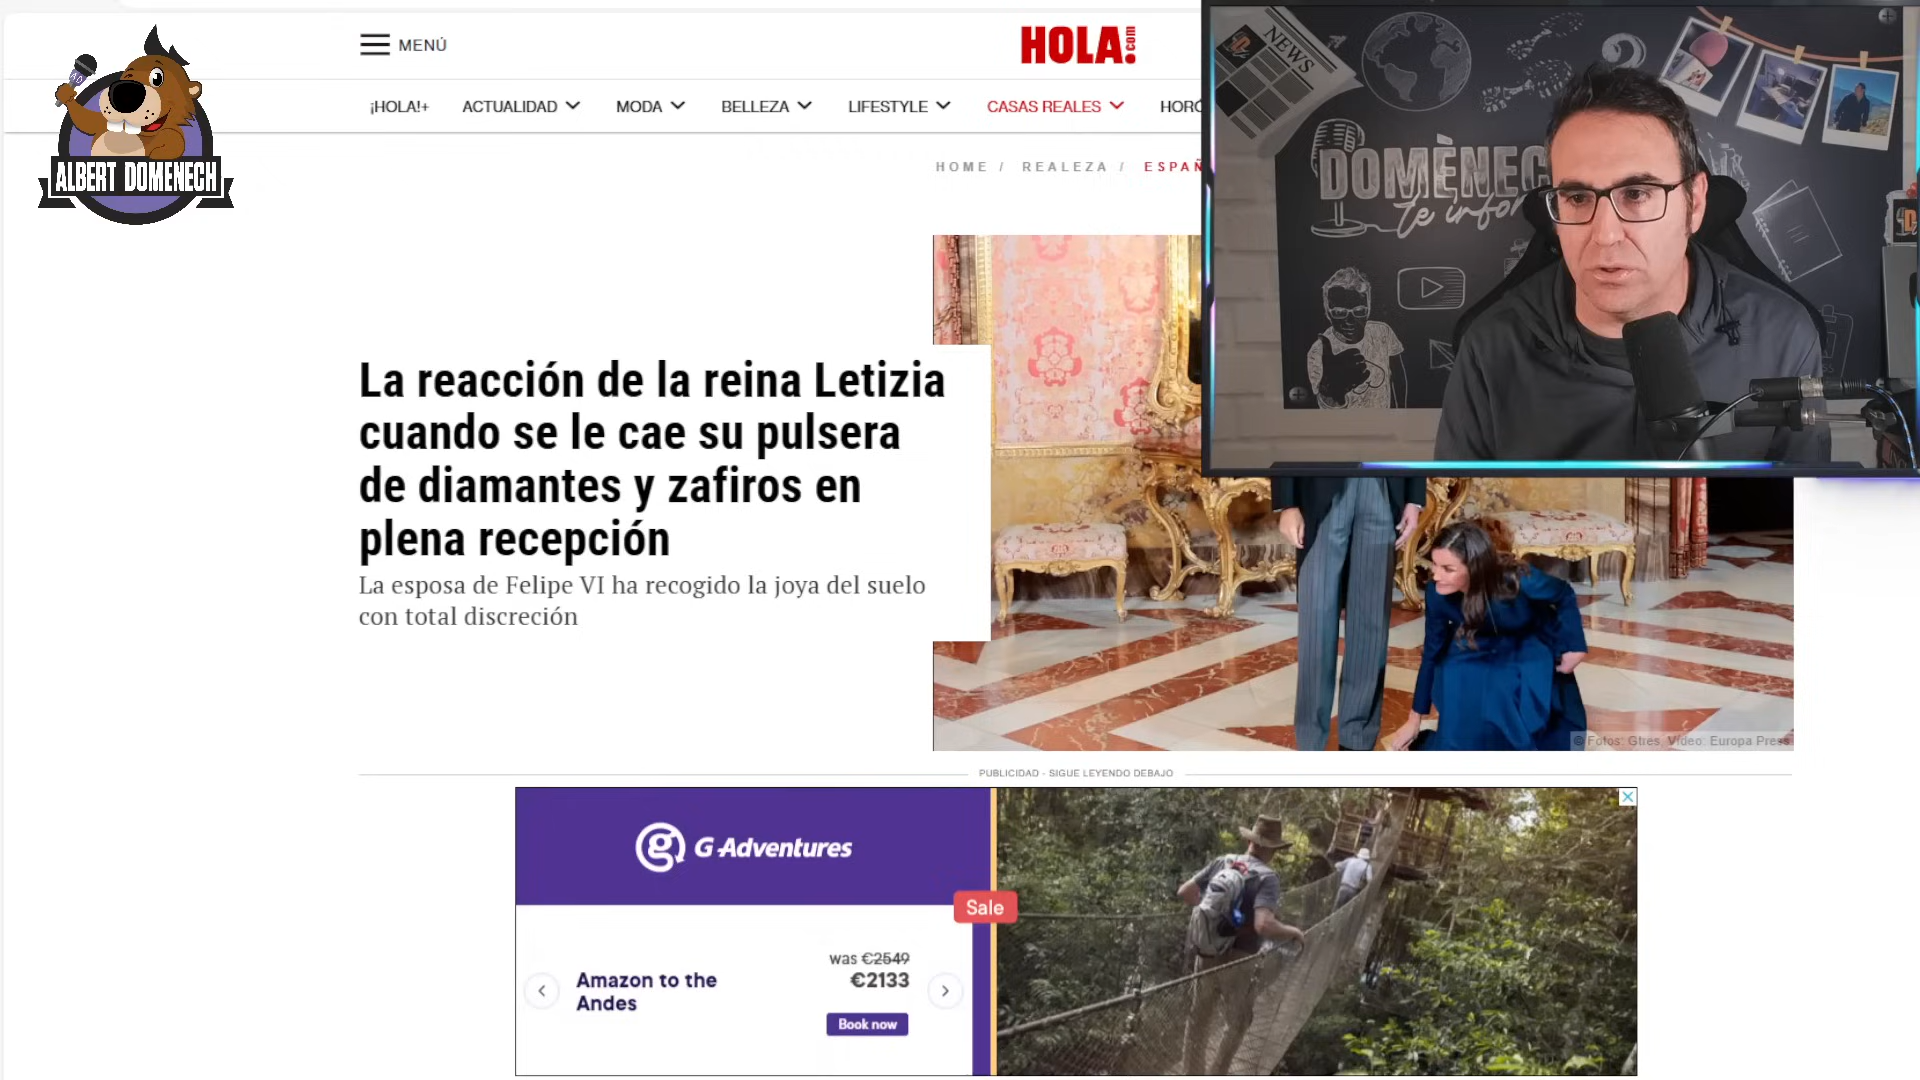 MENÚ
HOLA!.com
¡HOLA!+
ACTUALIDAD
MODA
BELLEZA
LIFESTYLE
CASAS REALES
HORÓ
HOME / REALEZA / ESPAÑ
ALBERT DOMENECH
NEWS
DOMÈNEC
te infor
La reacción de la reina Letizia
cuando se le cae su pulsera
de diamantes y zafiros en
plena recepción
La esposa de Felipe VI ha recogido la joya del suelo
con total discreción
© Fotos: Gtres, Vídeo: Europa Press
PUBLICIDAD - SIGUE LEYENDO DEBAJO
G Adventures
Sale
Amazon to the
Andes
was €2549
€2133
Book now